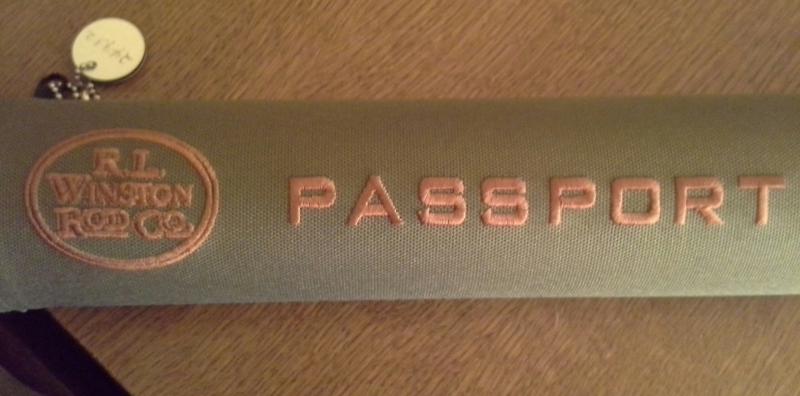 R.L.
WINSTON
ROD CO.
PASSPORT